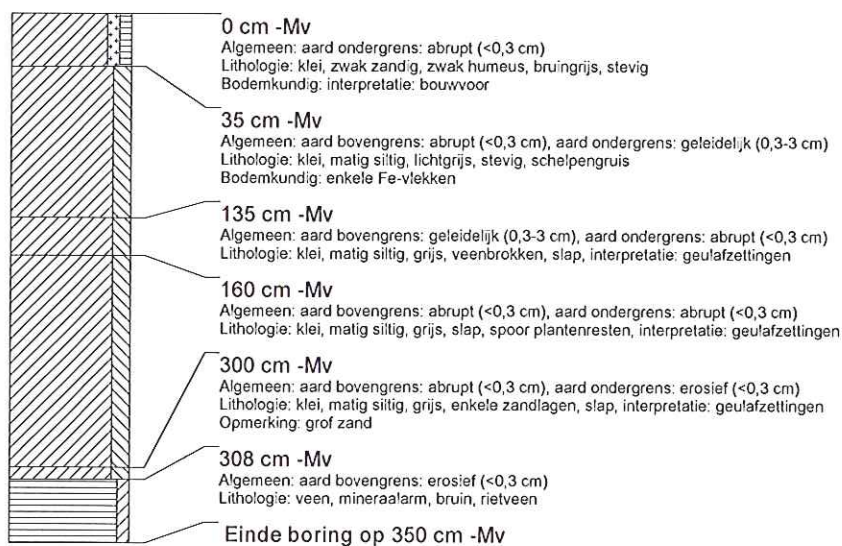 0 cm -Mv
Algemeen: aard ondergrens: abrupt (<0,3 cm)
Lithologie: klei, zwak zandig, zwak humeus, bruingrijs, stevig
Bodemkundig: interpretatie: bouwvoor
35 cm -Mv
Algemeen: aard bovengrens: abrupt (<0,3 cm), aard ondergrens: geleidelijk (0,3-3 cm)
Lithologie: klei, matig siltig, lichtgrijs, stevig, schelpengruis
Bodemkundig: enkele Fe-vlekken
135 cm -Mv
Algemeen: aard bovengrens: geleidelijk (0,3-3 cm), aard ondergrens: abrupt (<0,3 cm)
Lithologie: klei, matig siltig, grijs, veenbrokken, slap, interpretatie: geulafzettingen
160 cm -Mv
Algemeen: aard bovengrens: abrupt (<0,3 cm), aard ondergrens: abrupt (<0,3 cm)
Lithologie: klei, matig siltig, grijs, slap, spoor plantenresten, interpretatie: geulafzettingen
300 cm -Mv
Algemeen: aard bovengrens: abrupt (<0,3 cm), aard ondergrens: erosief (<0,3 cm)
Lithologie: klei, matig siltig, grijs, enkele zandlagen, slap, interpretatie: geulafzettingen
Opmerking: grof zand
308 cm -Mv
Algemeen: aard bovengrens: erosief (<0,3 cm)
Lithologie: veen, mineraalarm, bruin, rietveen
Einde boring op 350 cm -Mv